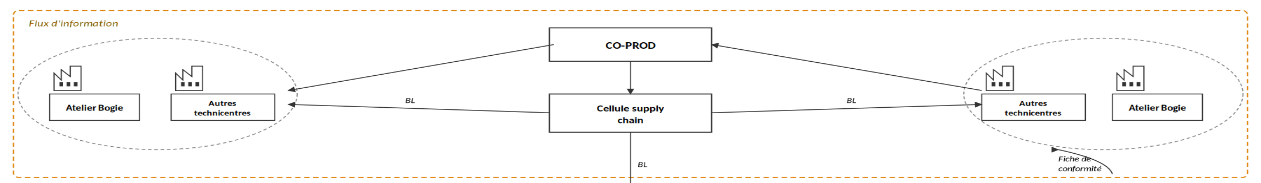 Flux d'information
CO-PROD
Atelier Bogie
Autres
technicentres
BL
Cellule supply
chain
BL
Autres
technicentres
Atelier Bogie
BL
Fiche de
conformité